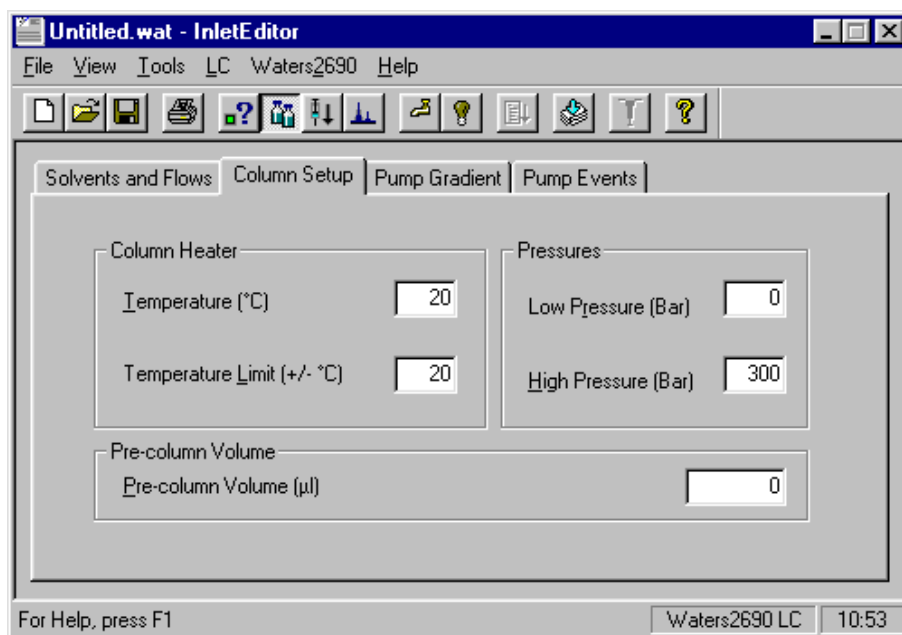 Untitled.wat - InletEditor
File View Tools LC Waters2690 Help
Solvents and Flows Column Setup Pump Gradient Pump Events
Column Heater
Temperature (°C) 20
Temperature Limit (+/- °C) 20
Pressures
Low Pressure (Bar) 0
High Pressure (Bar) 300
Pre-column Volume
Pre-column Volume (µl) 0
For Help, press F1 Waters2690 LC 10:53